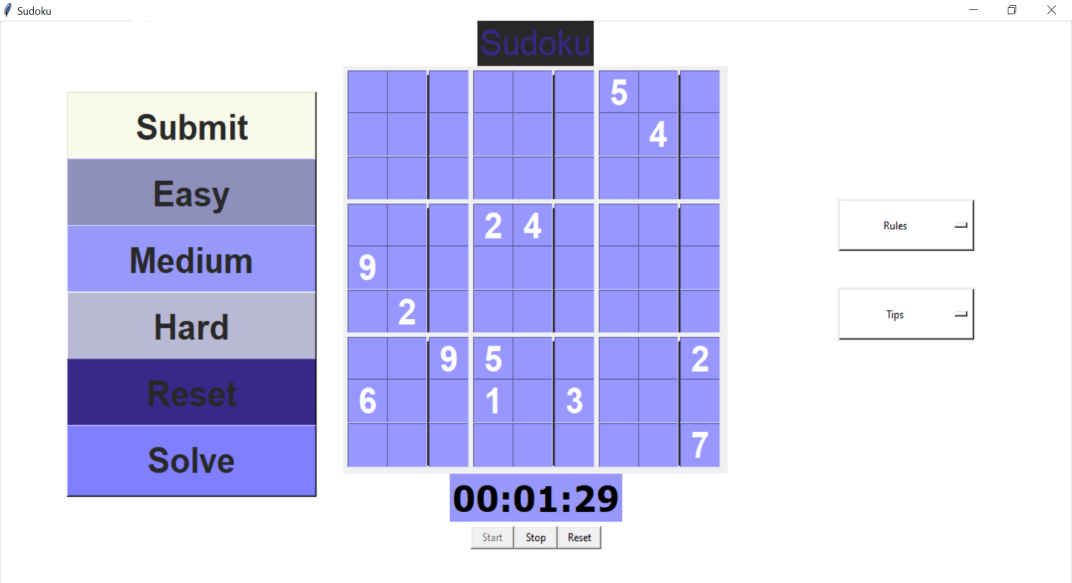 Sudoku
Sudoku
Submit
Easy
Medium
Hard
Reset
Solve
5
4
2 4
9
2
9 5 2
6 1 3
7
Rules
Tips
00:01:29
Start Stop Reset